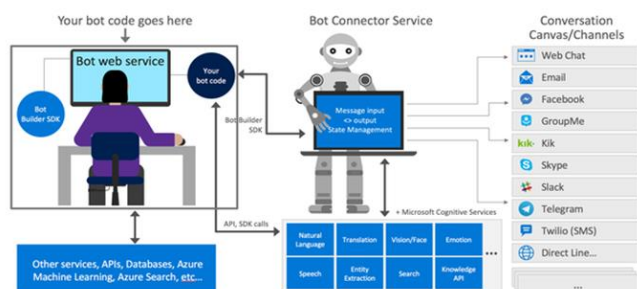 Your bot code goes here
Bot Connector Service
Conversation
Canvas/Channels
Bot web service
Your
bot code
Bot
Builder SDK
Bot Builder
SDK
Message input
<> output
State Management
Web Chat
Email
Facebook
GroupMe
kik·
Kik
Skype
Slack
Telegram
Twilio (SMS)
Direct Line...
...
API, SDK calls
+ Microsoft Cognitive Services
Natural
Language
Translation
Vision/Face
Emotion
Speech
Entity
Extraction
Search
Knowledge
API
...
Other services, APIs, Databases, Azure
Machine Learning, Azure Search, etc...